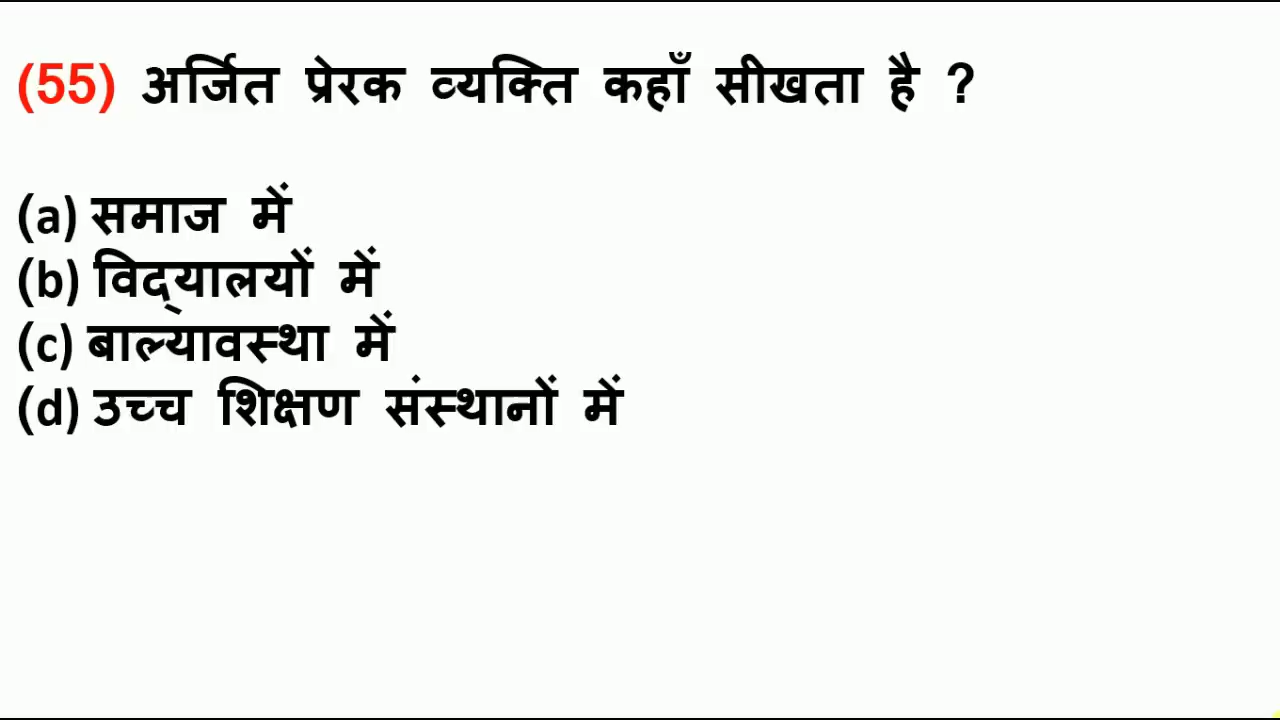 (55) अर्जित प्रेरक व्यक्ति कहाँ सीखता है ?
(a) समाज में
(b) विद्‌यालयों में
(c) बाल्यावस्था में
(d) उच्च शिक्षण संस्थानों में